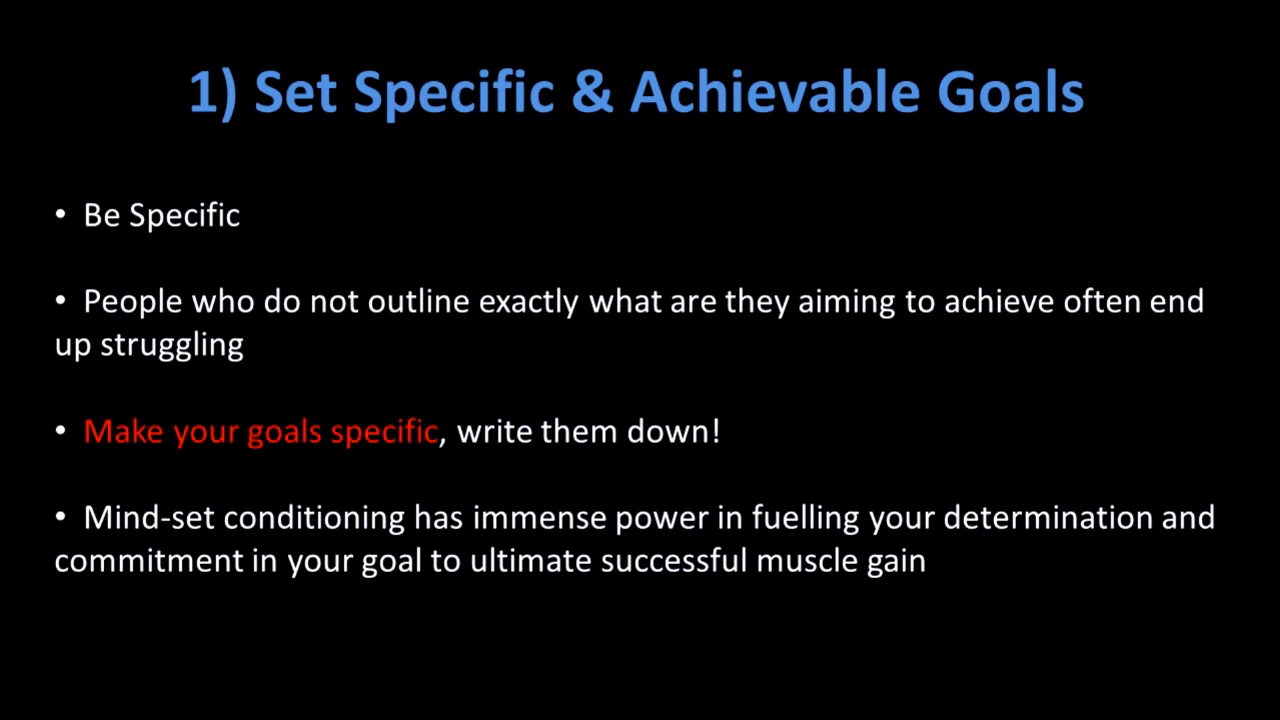 1) Set Specific & Achievable Goals
• Be Specific
• People who do not outline exactly what are they aiming to achieve often end
up struggling
• Make your goals specific, write them down!
• Mind-set conditioning has immense power in fuelling your determination and
commitment in your goal to ultimate successful muscle gain